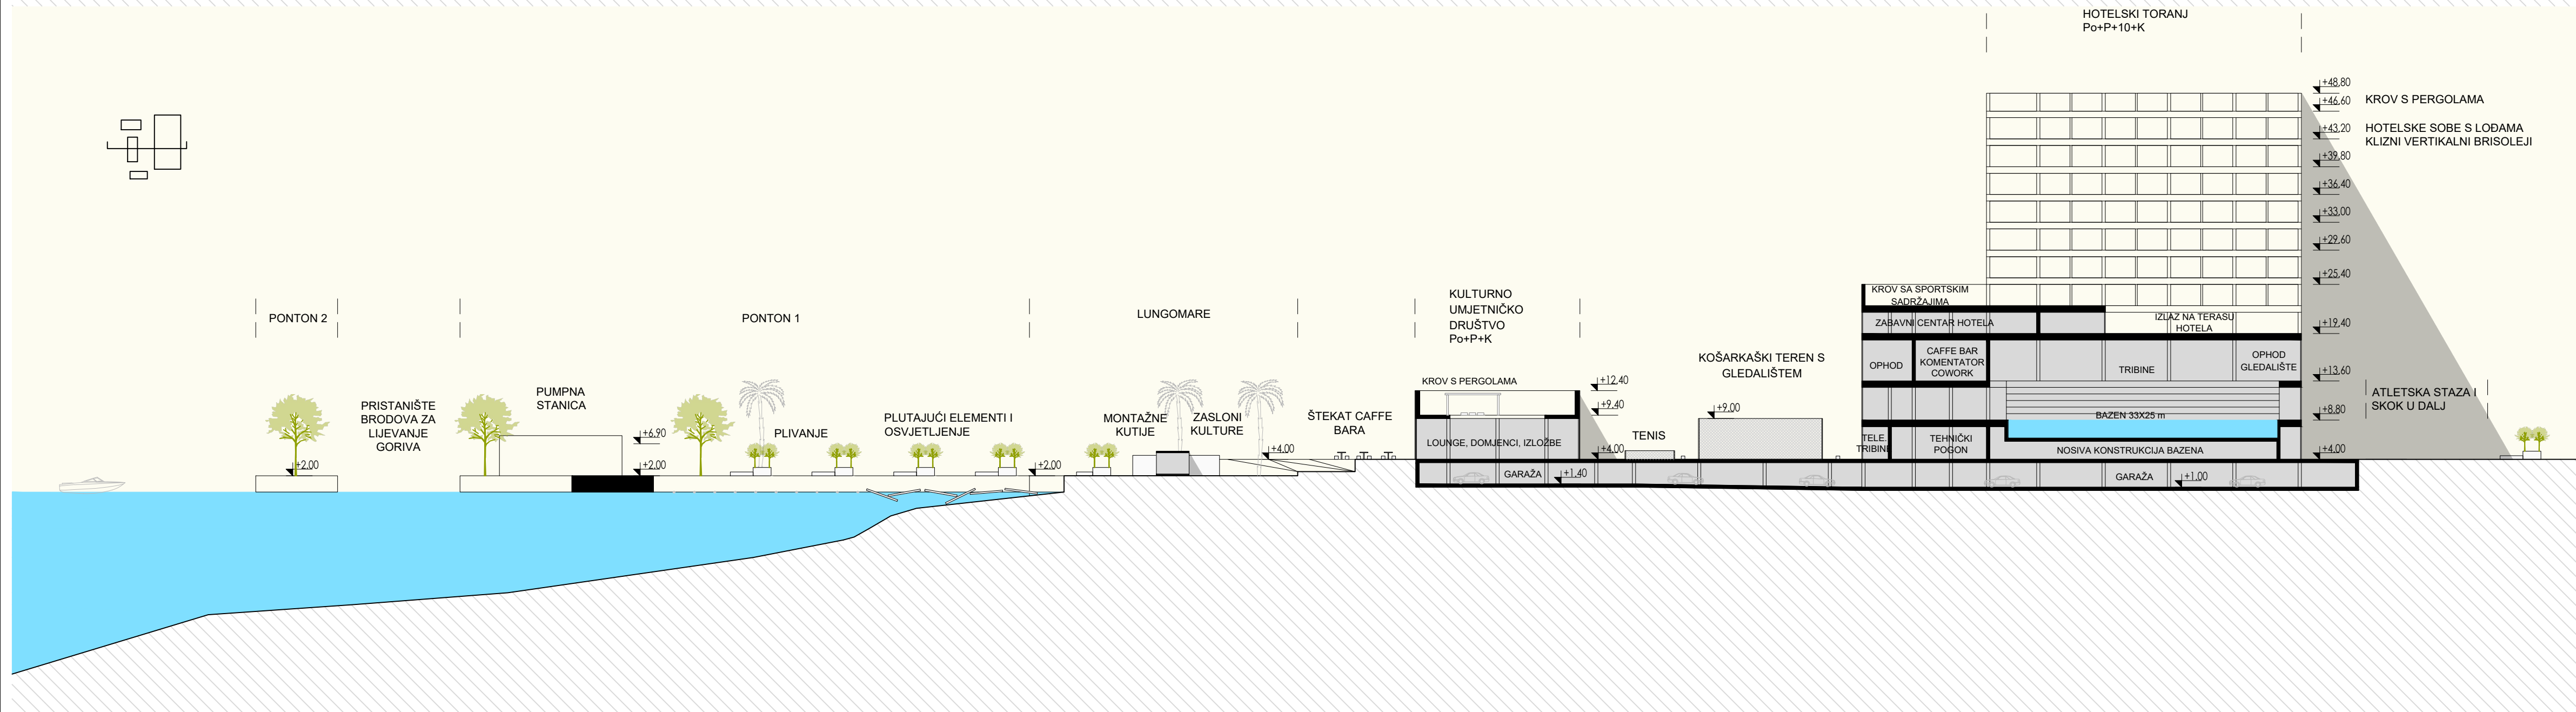 HOTELSKI TORANJ
Po+P+10+K
+48.80
+46.60
KROV S PERGOLAMA
+43.20
HOTELSKE SOBE S LOĐAMA
KLIZNI VERTIKALNI BRISOLEJI
+39.80
+36.40
+33.00
+29.60
+25.40
+19.40
+13.60
+8.80
+4.00
ATLETSKA STAZA I
SKOK U DALJ
PONTON 2
PONTON 1
LUNGOMARE
KULTURNO
UMJETNIČKO
DRUŠTVO
Po+P+K
KROV SA SPORTSKIM
SADRŽAJIMA
ZABAVNI CENTAR HOTELA
IZLAZ NA TERASU
HOTELA
OPHOD
CAFFE BAR
KOMENTATOR
COWORK
TRIBINE
OPHOD
GLEDALIŠTE
BAZEN 33X25 m
TELE.
TRIBINE
TEHNIČKI
POGON
NOSIVA KONSTRUKCIJA BAZENA
GARAŽA
+1.00
PRISTANIŠTE
BRODOVA ZA
LIJEVANJE
GORIVA
+2.00
PUMPNA
STANICA
+6.90
+2.00
PLIVANJE
PLUTAJUĆI ELEMENTI I
OSVJETLJENJE
+2.00
MONTAŽNE
KUTIJE
ZASLONI
KULTURE
+4.00
ŠTEKAT CAFFE
BARA
KROV S PERGOLAMA
+12.40
+9.40
LOUNGE, DOMJENCI, IZLOŽBE
+4.00
GARAŽA
+1.40
TENIS
KOŠARKAŠKI TEREN S
GLEDALIŠTEM
+9.00